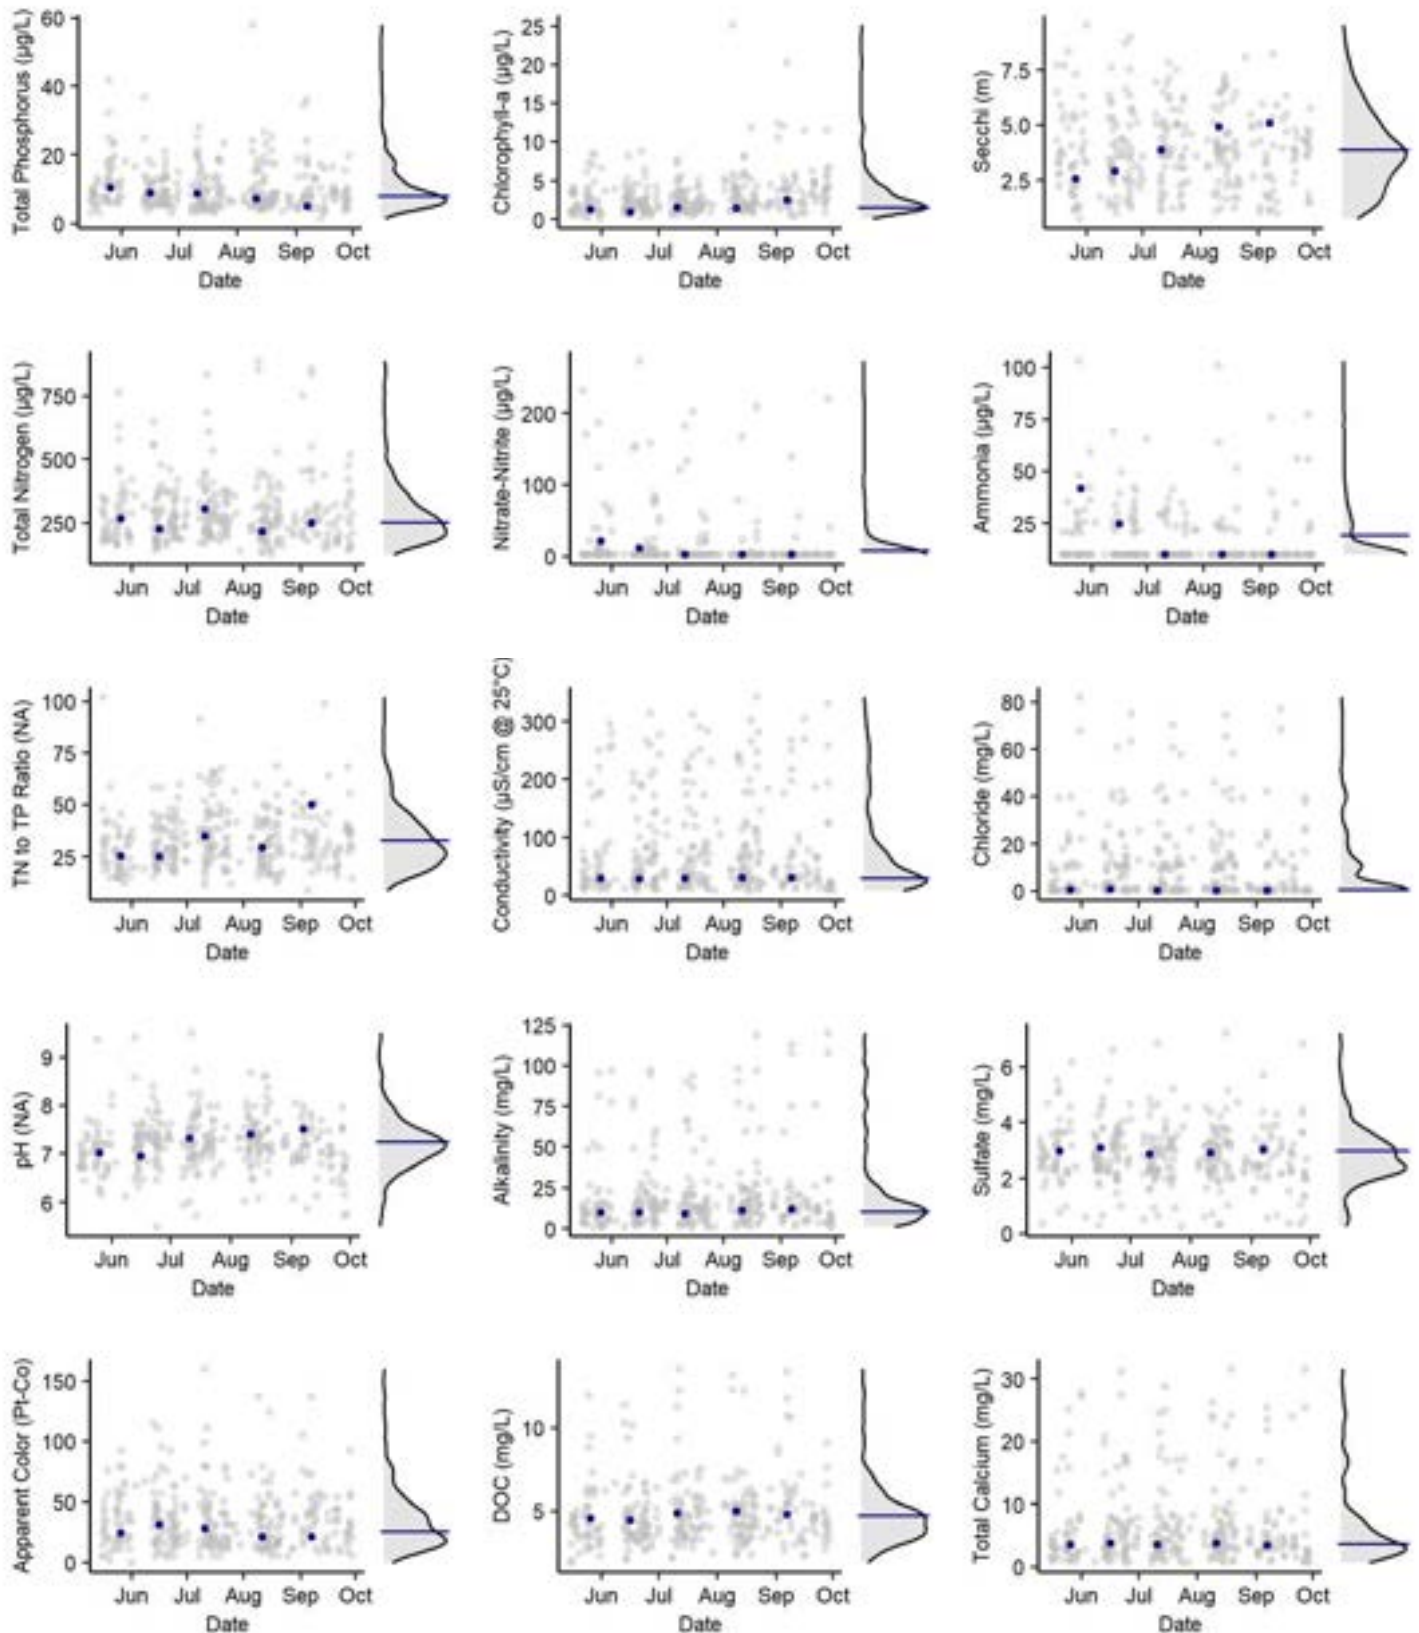 Total Phosphorus (µg/L)
60
40
20
0
Jun Jul Aug Sep Oct
Date
Chlorophyll-a (µg/L)
25
20
15
10
5
0
Jun Jul Aug Sep Oct
Date
Secchi (m)
7.5
5.0
2.5
Jun Jul Aug Sep Oct
Date
Total Nitrogen (µg/L)
750
500
250
Jun Jul Aug Sep Oct
Date
Nitrate-Nitrite (µg/L)
200
100
0
Jun Jul Aug Sep Oct
Date
Ammonia (µg/L)
100
75
50
25
Jun Jul Aug Sep Oct
Date
TN to TP Ratio (NA)
100
75
50
25
Jun Jul Aug Sep Oct
Date
Conductivity (µS/cm @ 25°C)
300
200
100
0
Jun Jul Aug Sep Oct
Date
Chloride (mg/L)
80
60
40
20
0
Jun Jul Aug Sep Oct
Date
pH (NA)
9
8
7
6
Jun Jul Aug Sep Oct
Date
Alkalinity (mg/L)
125
100
75
50
25
0
Jun Jul Aug Sep Oct
Date
Sulfate (mg/L)
6
4
2
0
Jun Jul Aug Sep Oct
Date
Apparent Color (Pt-Co)
150
100
50
0
Jun Jul Aug Sep Oct
Date
DOC (mg/L)
10
5
Jun Jul Aug Sep Oct
Date
Total Calcium (mg/L)
30
20
10
0
Jun Jul Aug Sep Oct
Date